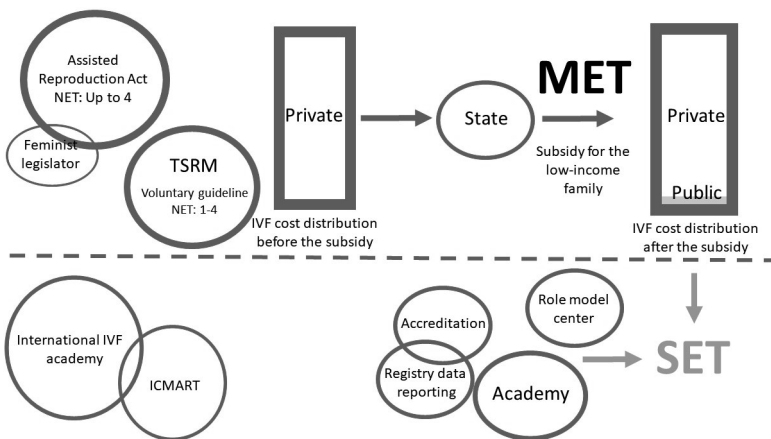 Assisted
Reproduction Act
NET: Up to 4
Feminist
legislator
TSRM
Voluntary guideline
NET: 1-4
Private
IVF cost distribution
before the subsidy
State
MET
Subsidy for the
low-income
family
Private
Public
IVF cost distribution
after the subsidy
International IVF
academy
ICMART
Accreditation
Registry data
reporting
Role model
center
Academy
SET